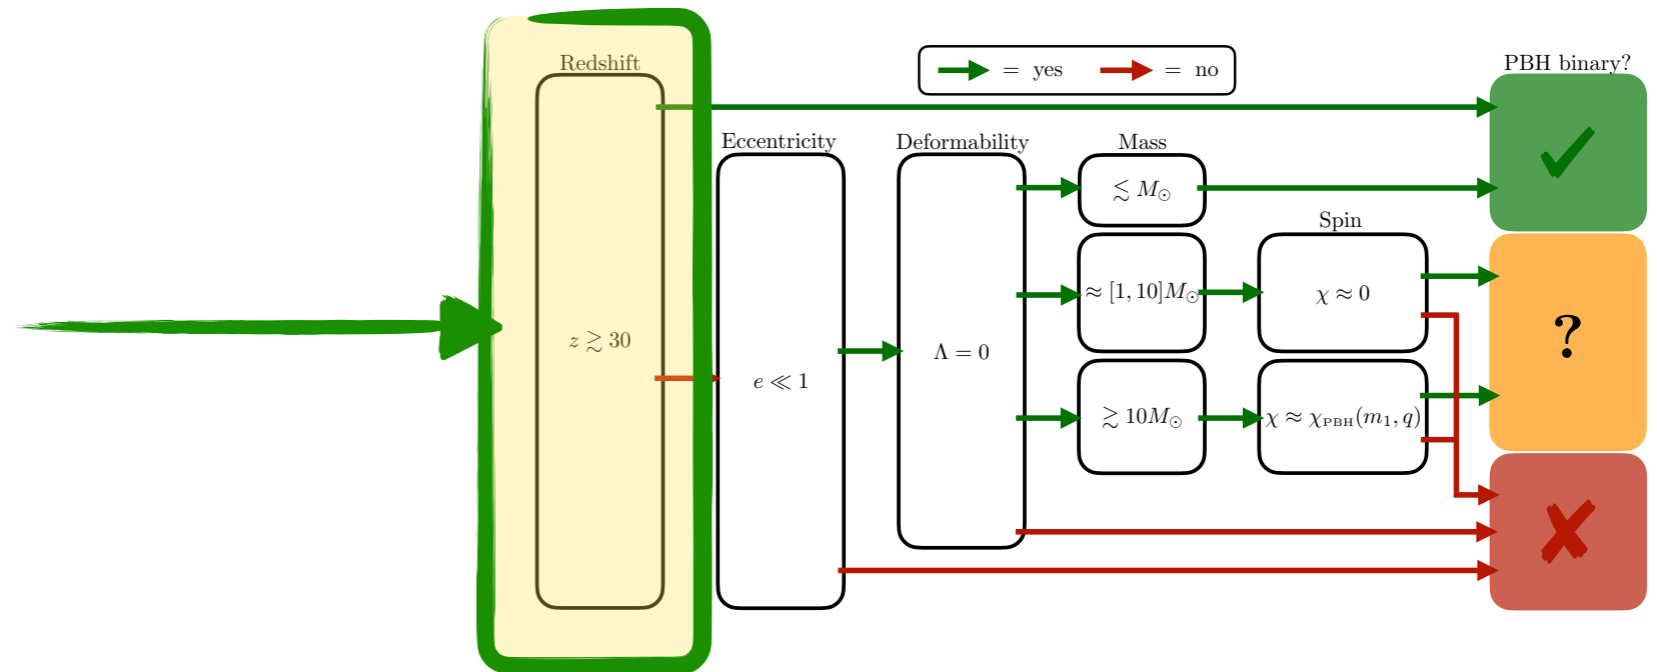 Redshift
= yes
= no
PBH binary?
Eccentricity
Deformability
Mass
≲ M⊙
Spin
≈ [1, 10]M⊙
χ ≈ 0
z ≳ 30
Λ = 0
e ≪ 1
≳ 10M⊙
χ ≈ χPBH(m1, q)
?